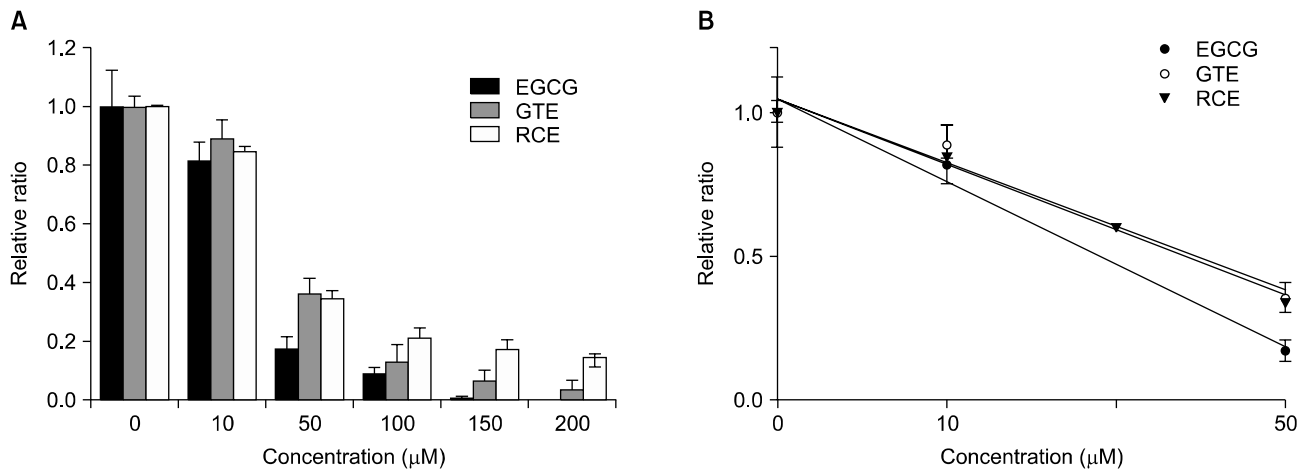 A
1.2
1.0
0.8
0.6
0.4
0.2
0.0
Relative ratio
EGCG
GTE
RCE
0 10 50 100 150 200
Concentration (μM)
B
1.0
0.5
0.0
Relative ratio
EGCG
GTE
RCE
0 10 50
Concentration (μM)